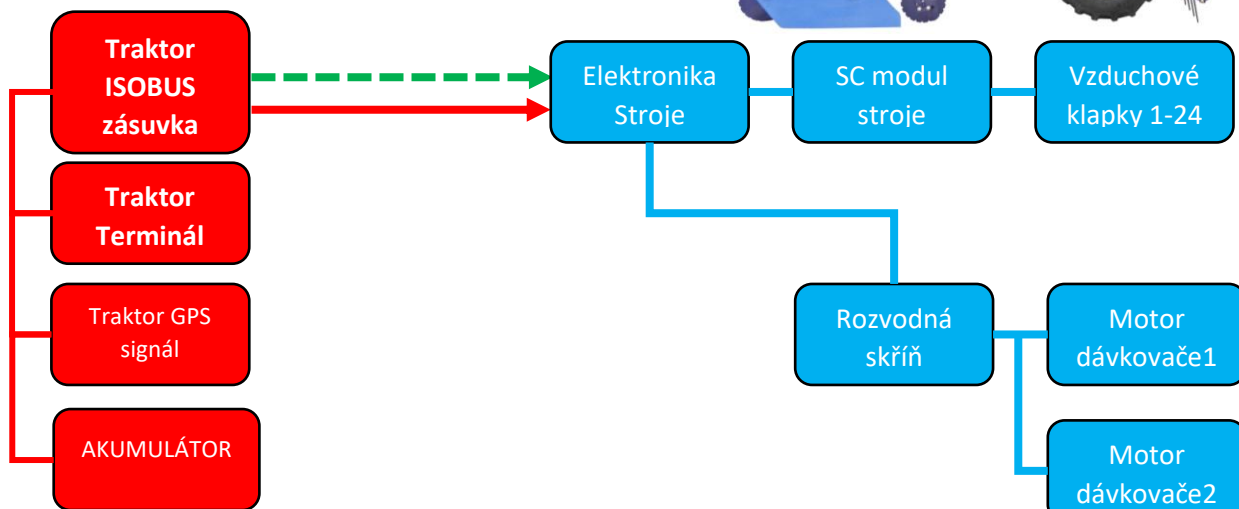 Traktor
ISOBUS
zásuvka
Elektronika
Stroje
SC modul
stroje
Vzduchové
klapky 1-24
Traktor
Terminál
Traktor GPS
signál
Rozvodná
skříň
Motor
dávkovače1
AKUMULÁTOR
Motor
dávkovače2